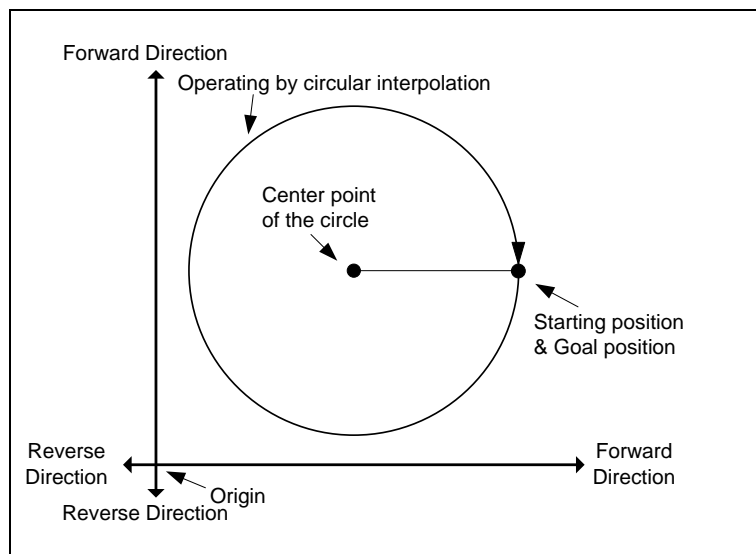 Forward Direction
Operating by circular interpolation
Center point
of the circle
Starting position
& Goal position
Reverse
Direction
Forward
Direction
Origin
Reverse Direction